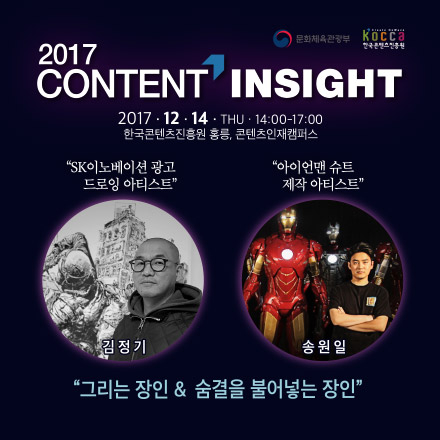 문화체육관광부
kocca
한국콘텐츠진흥원
2017
CONTENT INSIGHT
2017 · 12 · 14 · THU · 14:00-17:00
한국콘텐츠진흥원 홍릉, 콘텐츠인재캠퍼스
“SK이노베이션 광고
드로잉 아티스트”
“아이언맨 슈트
제작 아티스트”
김정기
송원일
“그리는 장인 & 숨결을 불어넣는 장인”